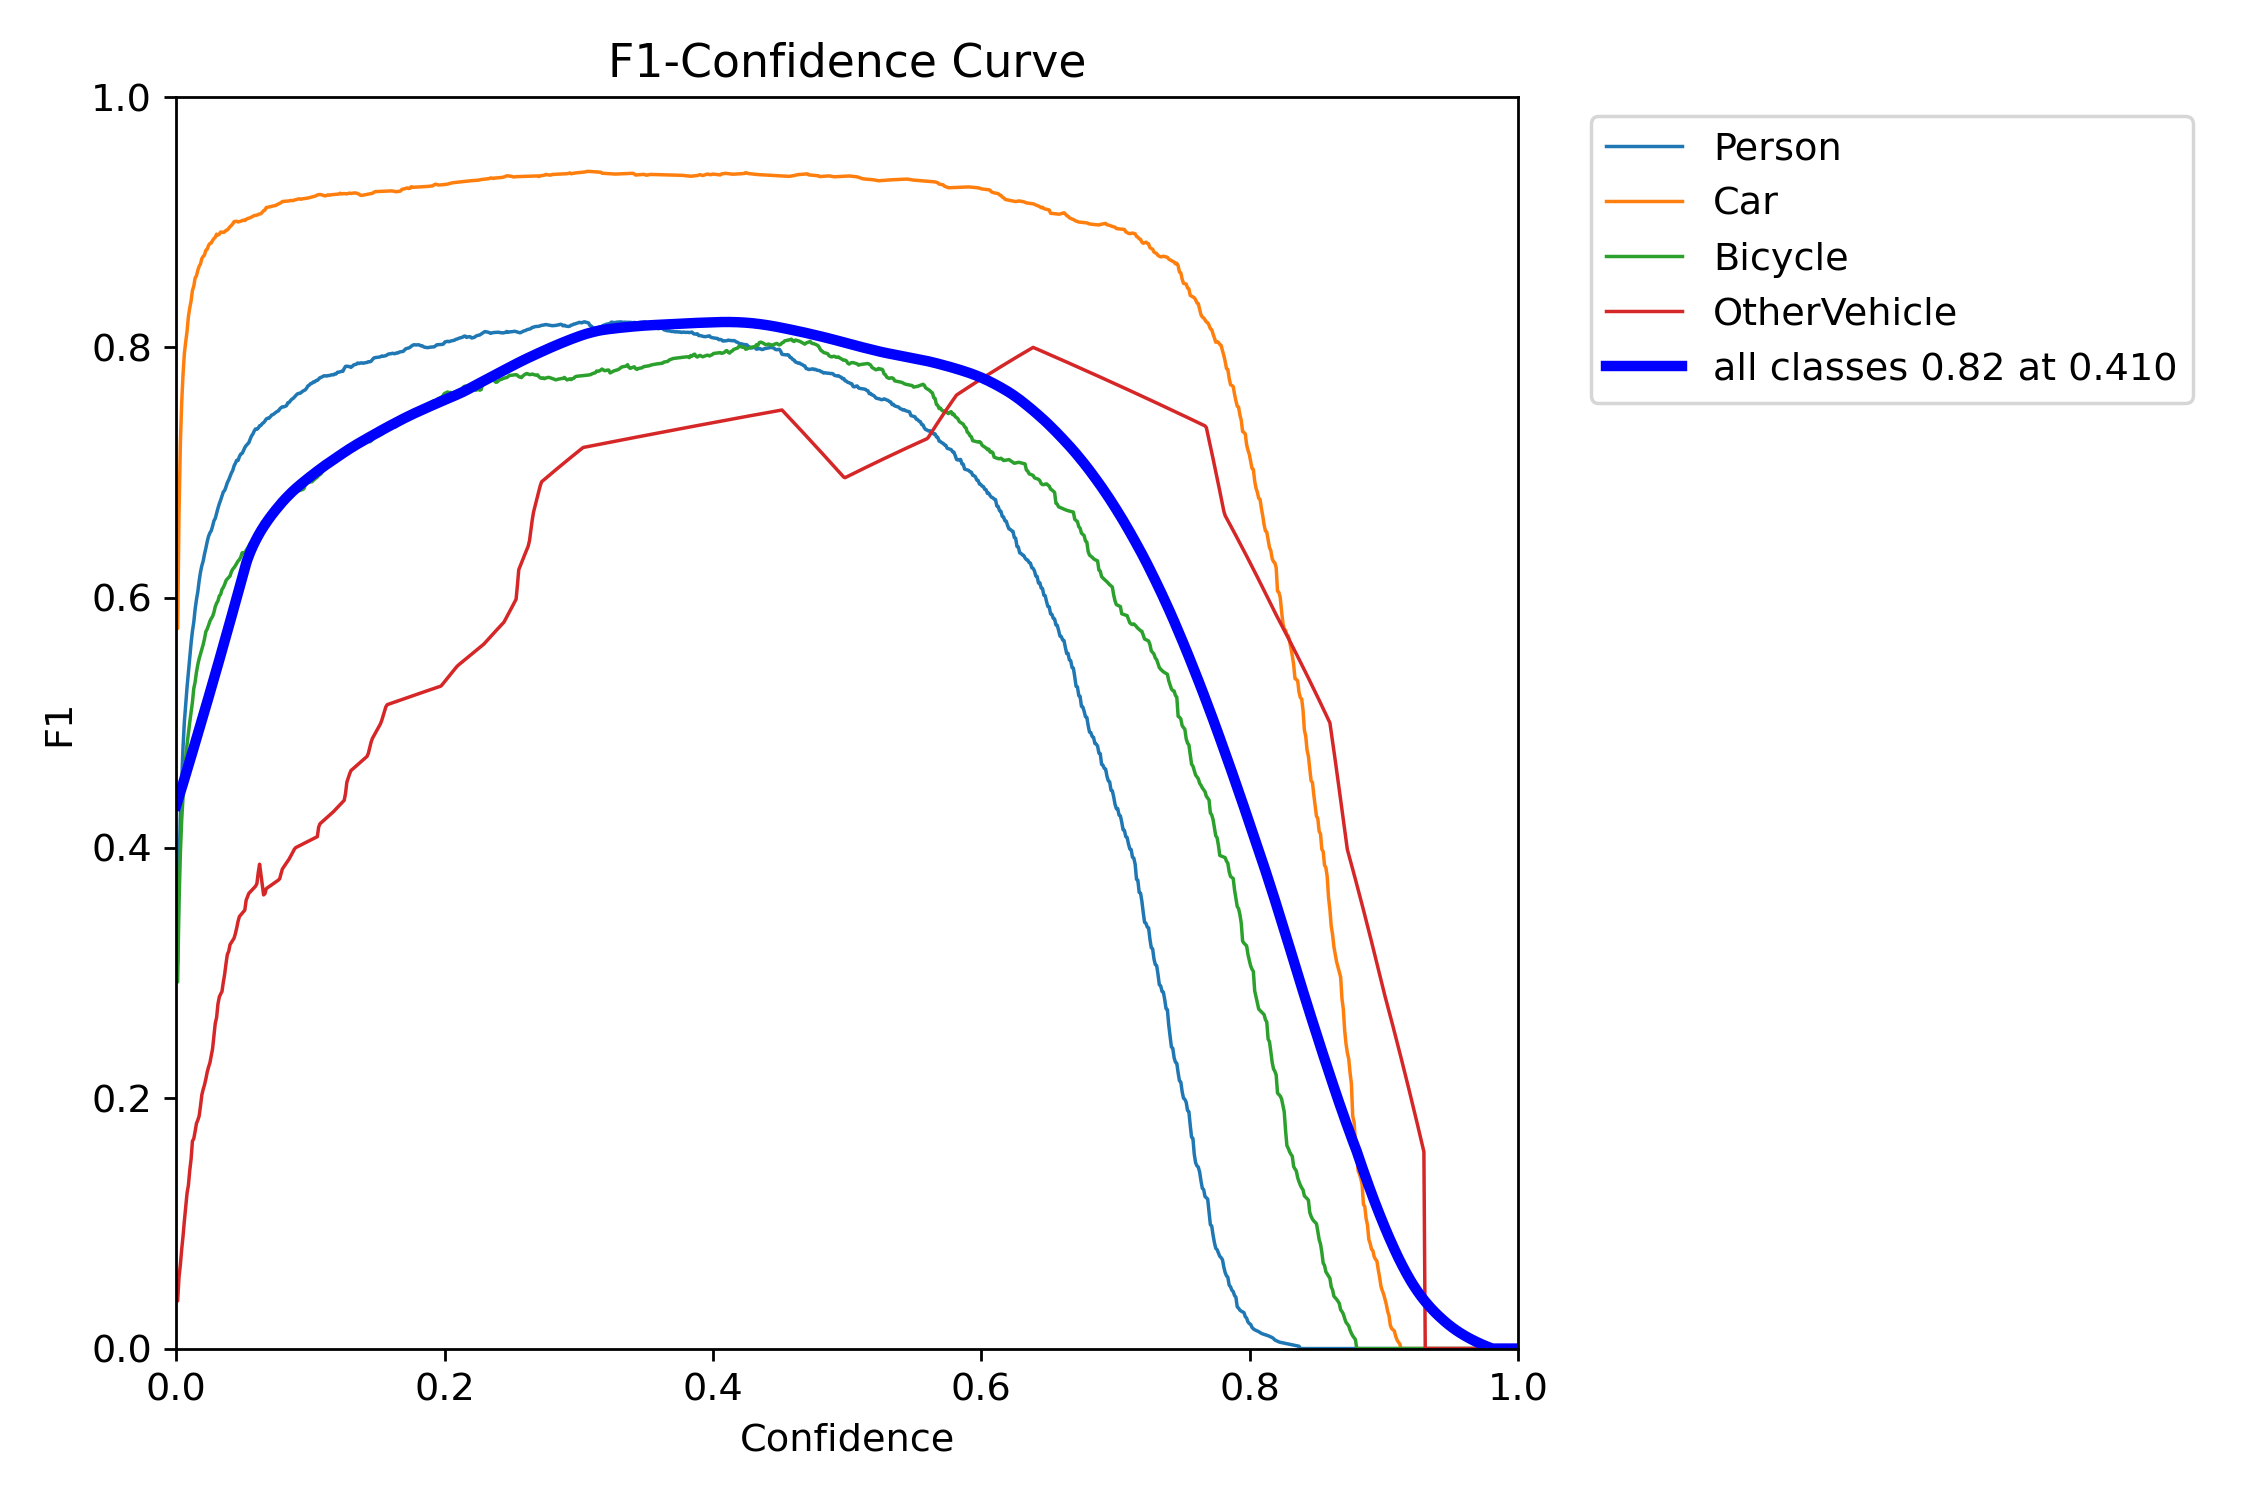 F1-Confidence Curve
1.0
0.8
0.6
0.4
0.2
0.0
F1
0.0 0.2 0.4 0.6 0.8 1.0
Confidence
Person
Car
Bicycle
OtherVehicle
all classes 0.82 at 0.410